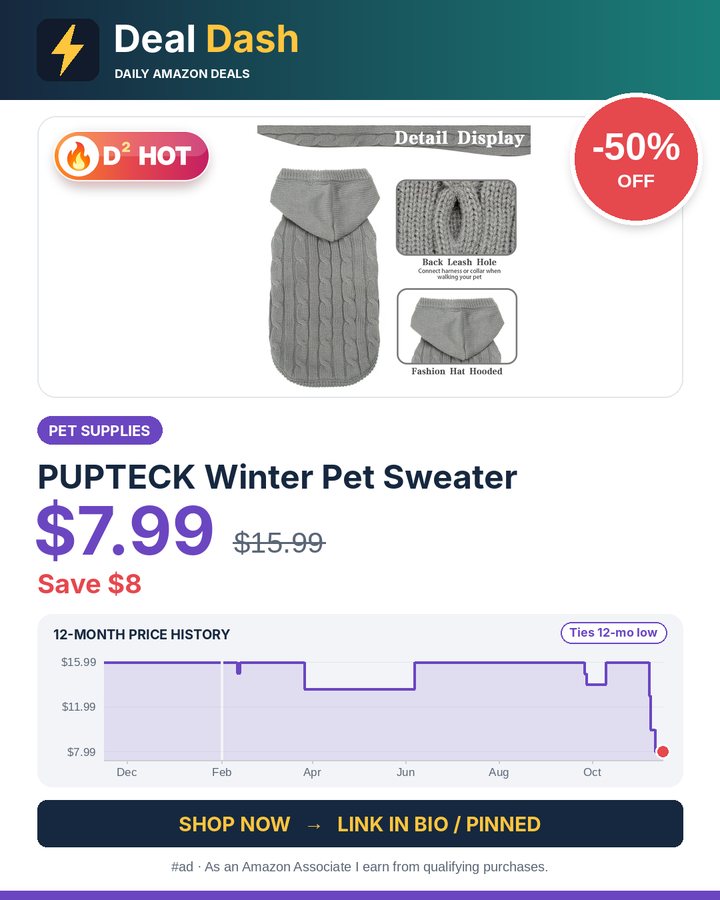 Deal Dash
DAILY AMAZON DEALS
D² HOT
-50%
OFF
Detail Display
Back Leash Hole
Connect harness or collar when
walking your pet
Fashion Hat Hooded
PET SUPPLIES
PUPTECK Winter Pet Sweater
$7.99 $15.99
Save $8
12-MONTH PRICE HISTORY
Ties 12-mo low
$15.99
$11.99
$7.99
Dec Feb Apr Jun Aug Oct
SHOP NOW → LINK IN BIO / PINNED
#ad · As an Amazon Associate I earn from qualifying purchases.